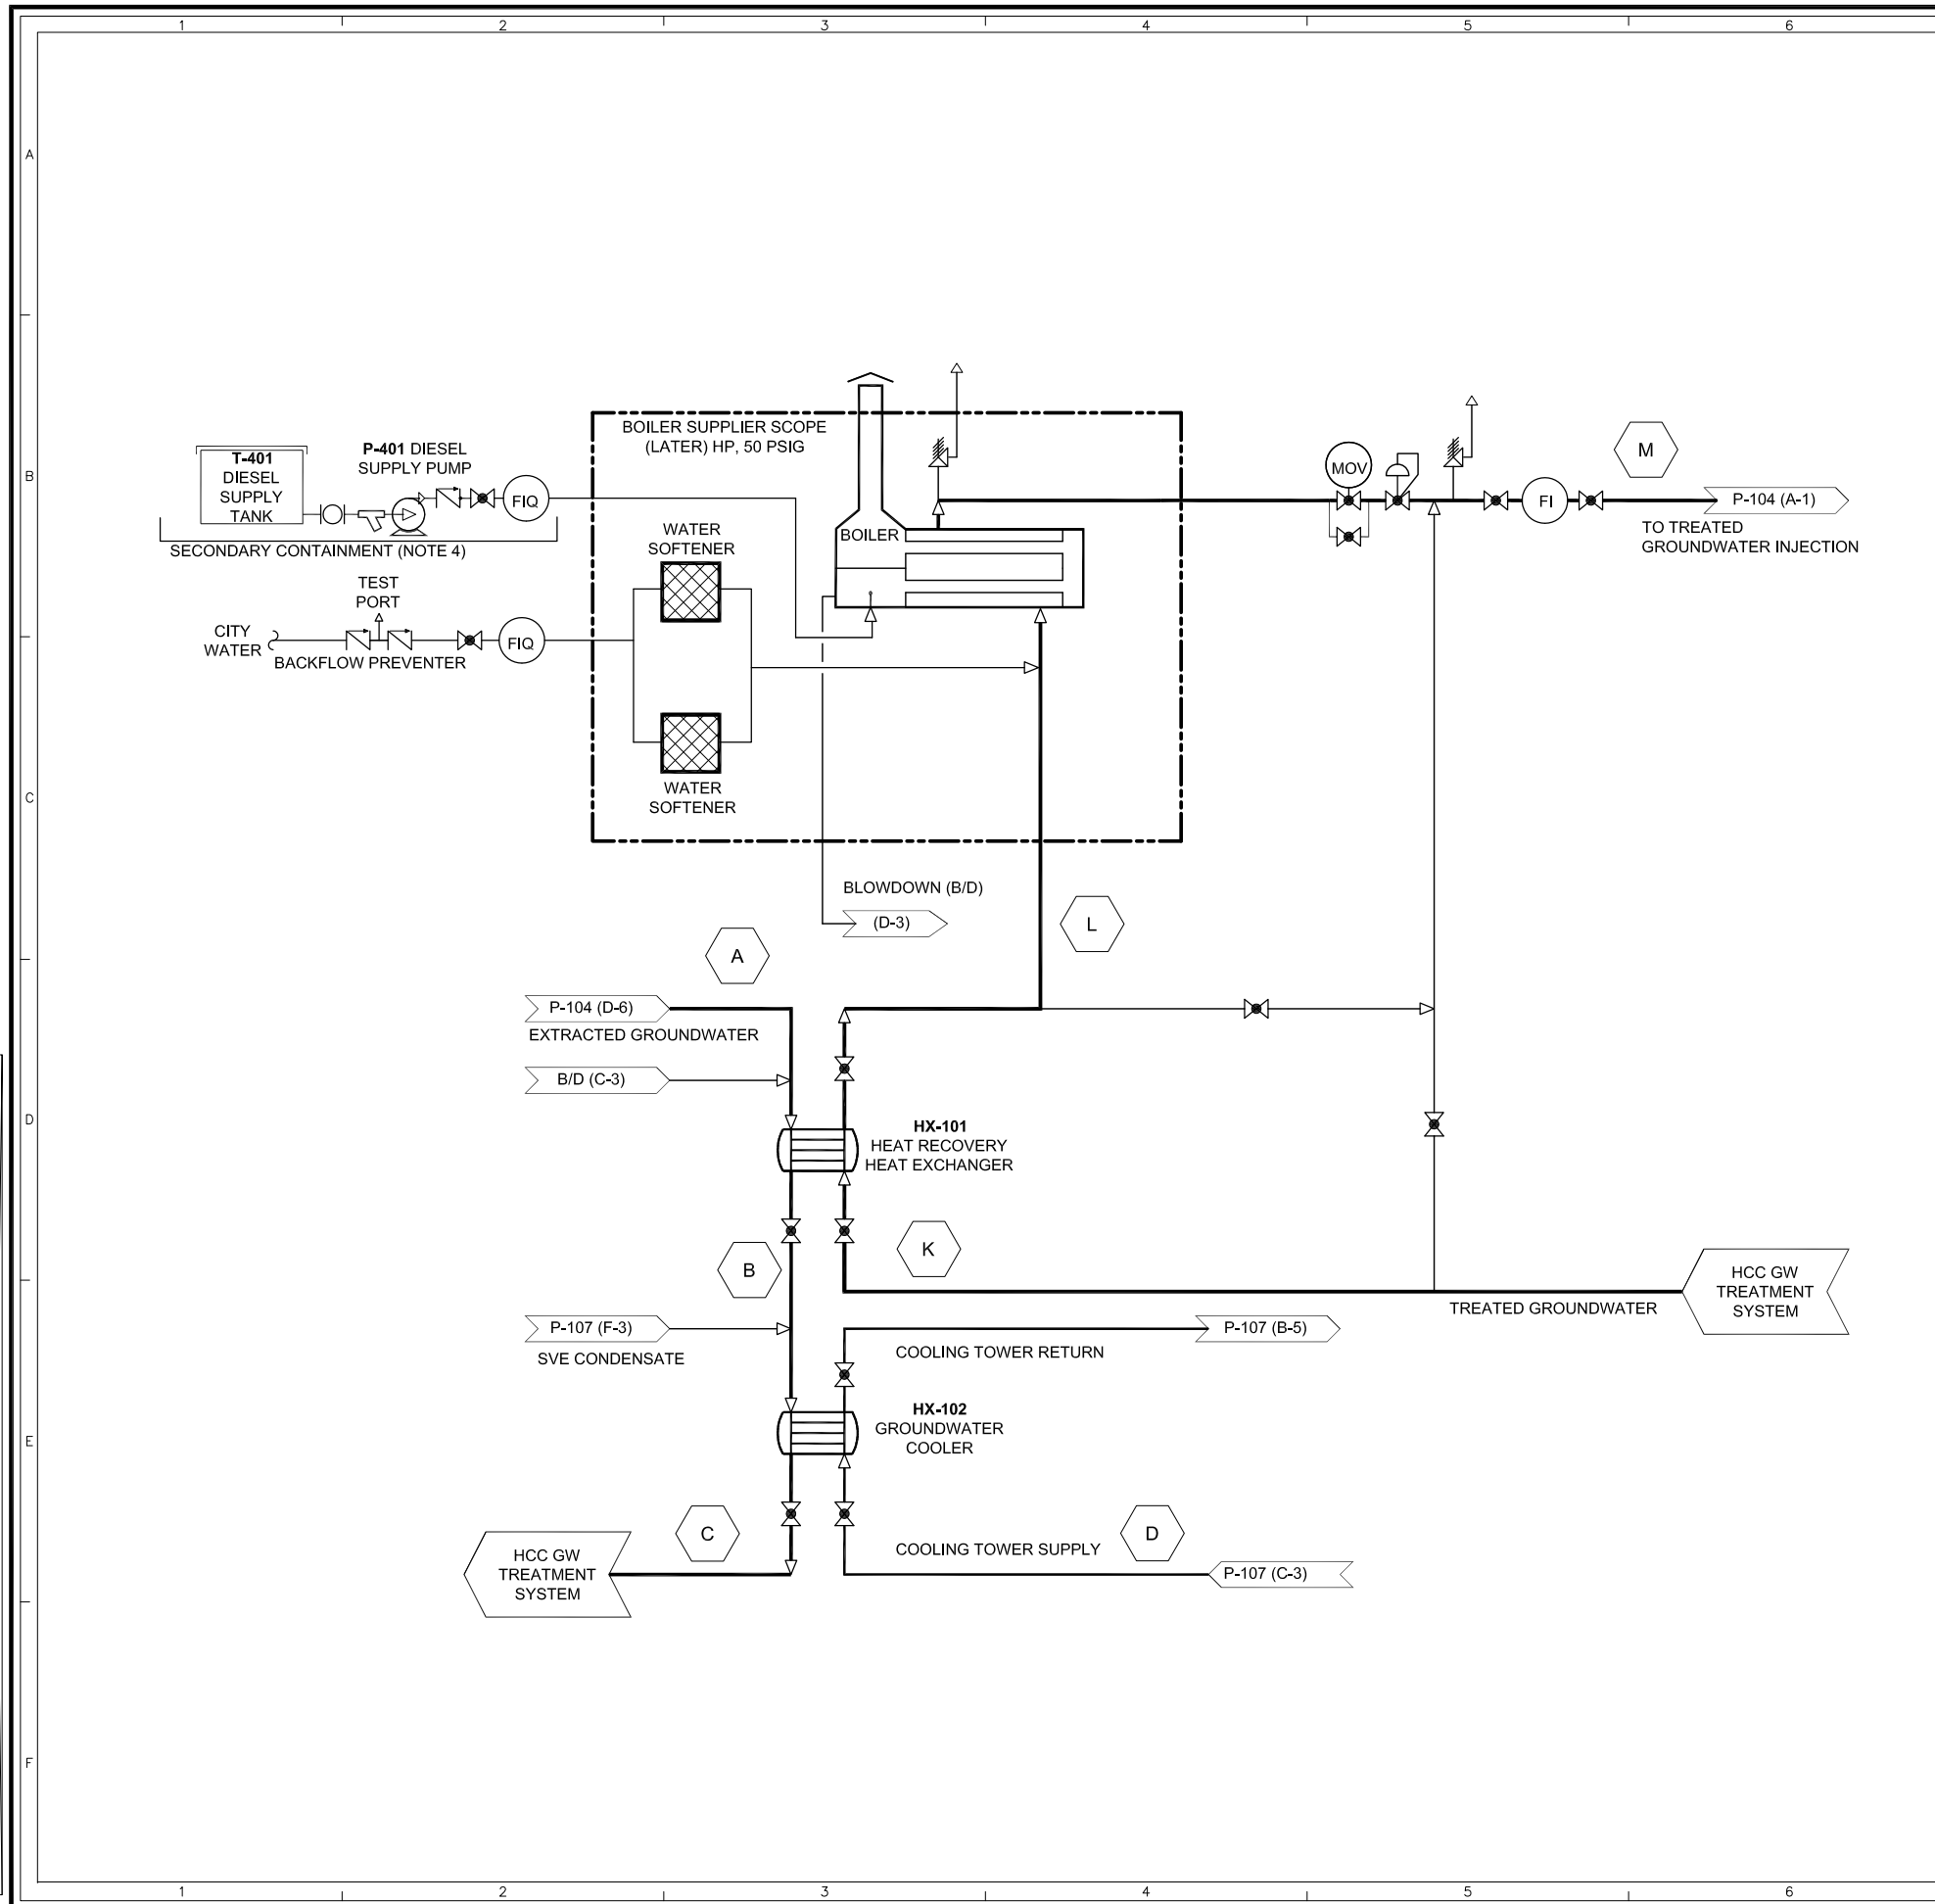 1 2 3 4 5 6
A
BOILER SUPPLIER SCOPE
(LATER) HP, 50 PSIG
T-401
DIESEL
SUPPLY
TANK
P-401 DIESEL
SUPPLY PUMP
FIQ
SECONDARY CONTAINMENT (NOTE 4)
B
MOV
FI
M
P-104 (A-1)
TO TREATED
GROUNDWATER INJECTION
WATER
SOFTENER
BOILER
TEST
PORT
CITY
WATER
BACKFLOW PREVENTER
FIQ
WATER
SOFTENER
C
BLOWDOWN (B/D)
(D-3)
L
A
P-104 (D-6)
EXTRACTED GROUNDWATER
B/D (C-3)
D
HX-101
HEAT RECOVERY
HEAT EXCHANGER
B
K
HCC GW
TREATMENT
SYSTEM
TREATED GROUNDWATER
P-107 (F-3)
SVE CONDENSATE
P-107 (B-5)
COOLING TOWER RETURN
E
HX-102
GROUNDWATER
COOLER
C
D
COOLING TOWER SUPPLY
P-107 (C-3)
HCC GW
TREATMENT
SYSTEM
F
1 2 3 4 5 6